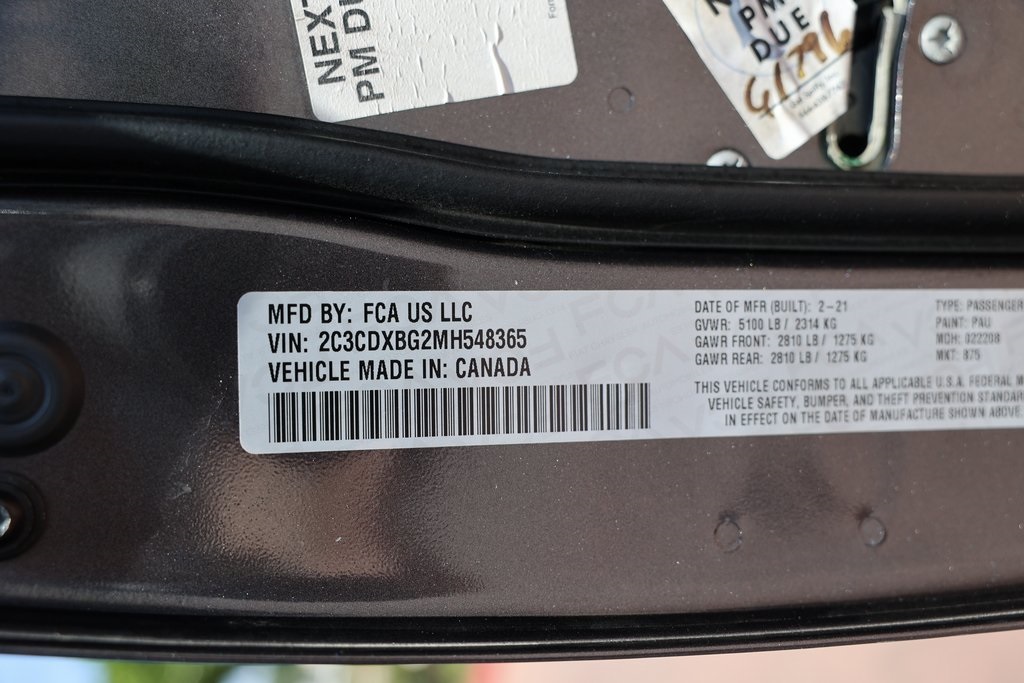 NEXT
PM DU
PM
DUE
MFD BY: FCA US LLC
VIN: 2C3CDXBG2MH548365
VEHICLE MADE IN: CANADA
DATE OF MFR (BUILT): 2-21
GVWR: 5100 LB / 2314 KG
GAWR FRONT: 2810 LB / 1275 KG
GAWR REAR: 2810 LB / 1275 KG
TYPE: PASSENGER
PAINT: PAU
MDH: 022208
MKT: 875
THIS VEHICLE CONFORMS TO ALL APPLICABLE U.S.A. FEDERAL M
VEHICLE SAFETY, BUMPER, AND THEFT PREVENTION STANDAR
IN EFFECT ON THE DATE OF MANUFACTURE SHOWN ABOVE.